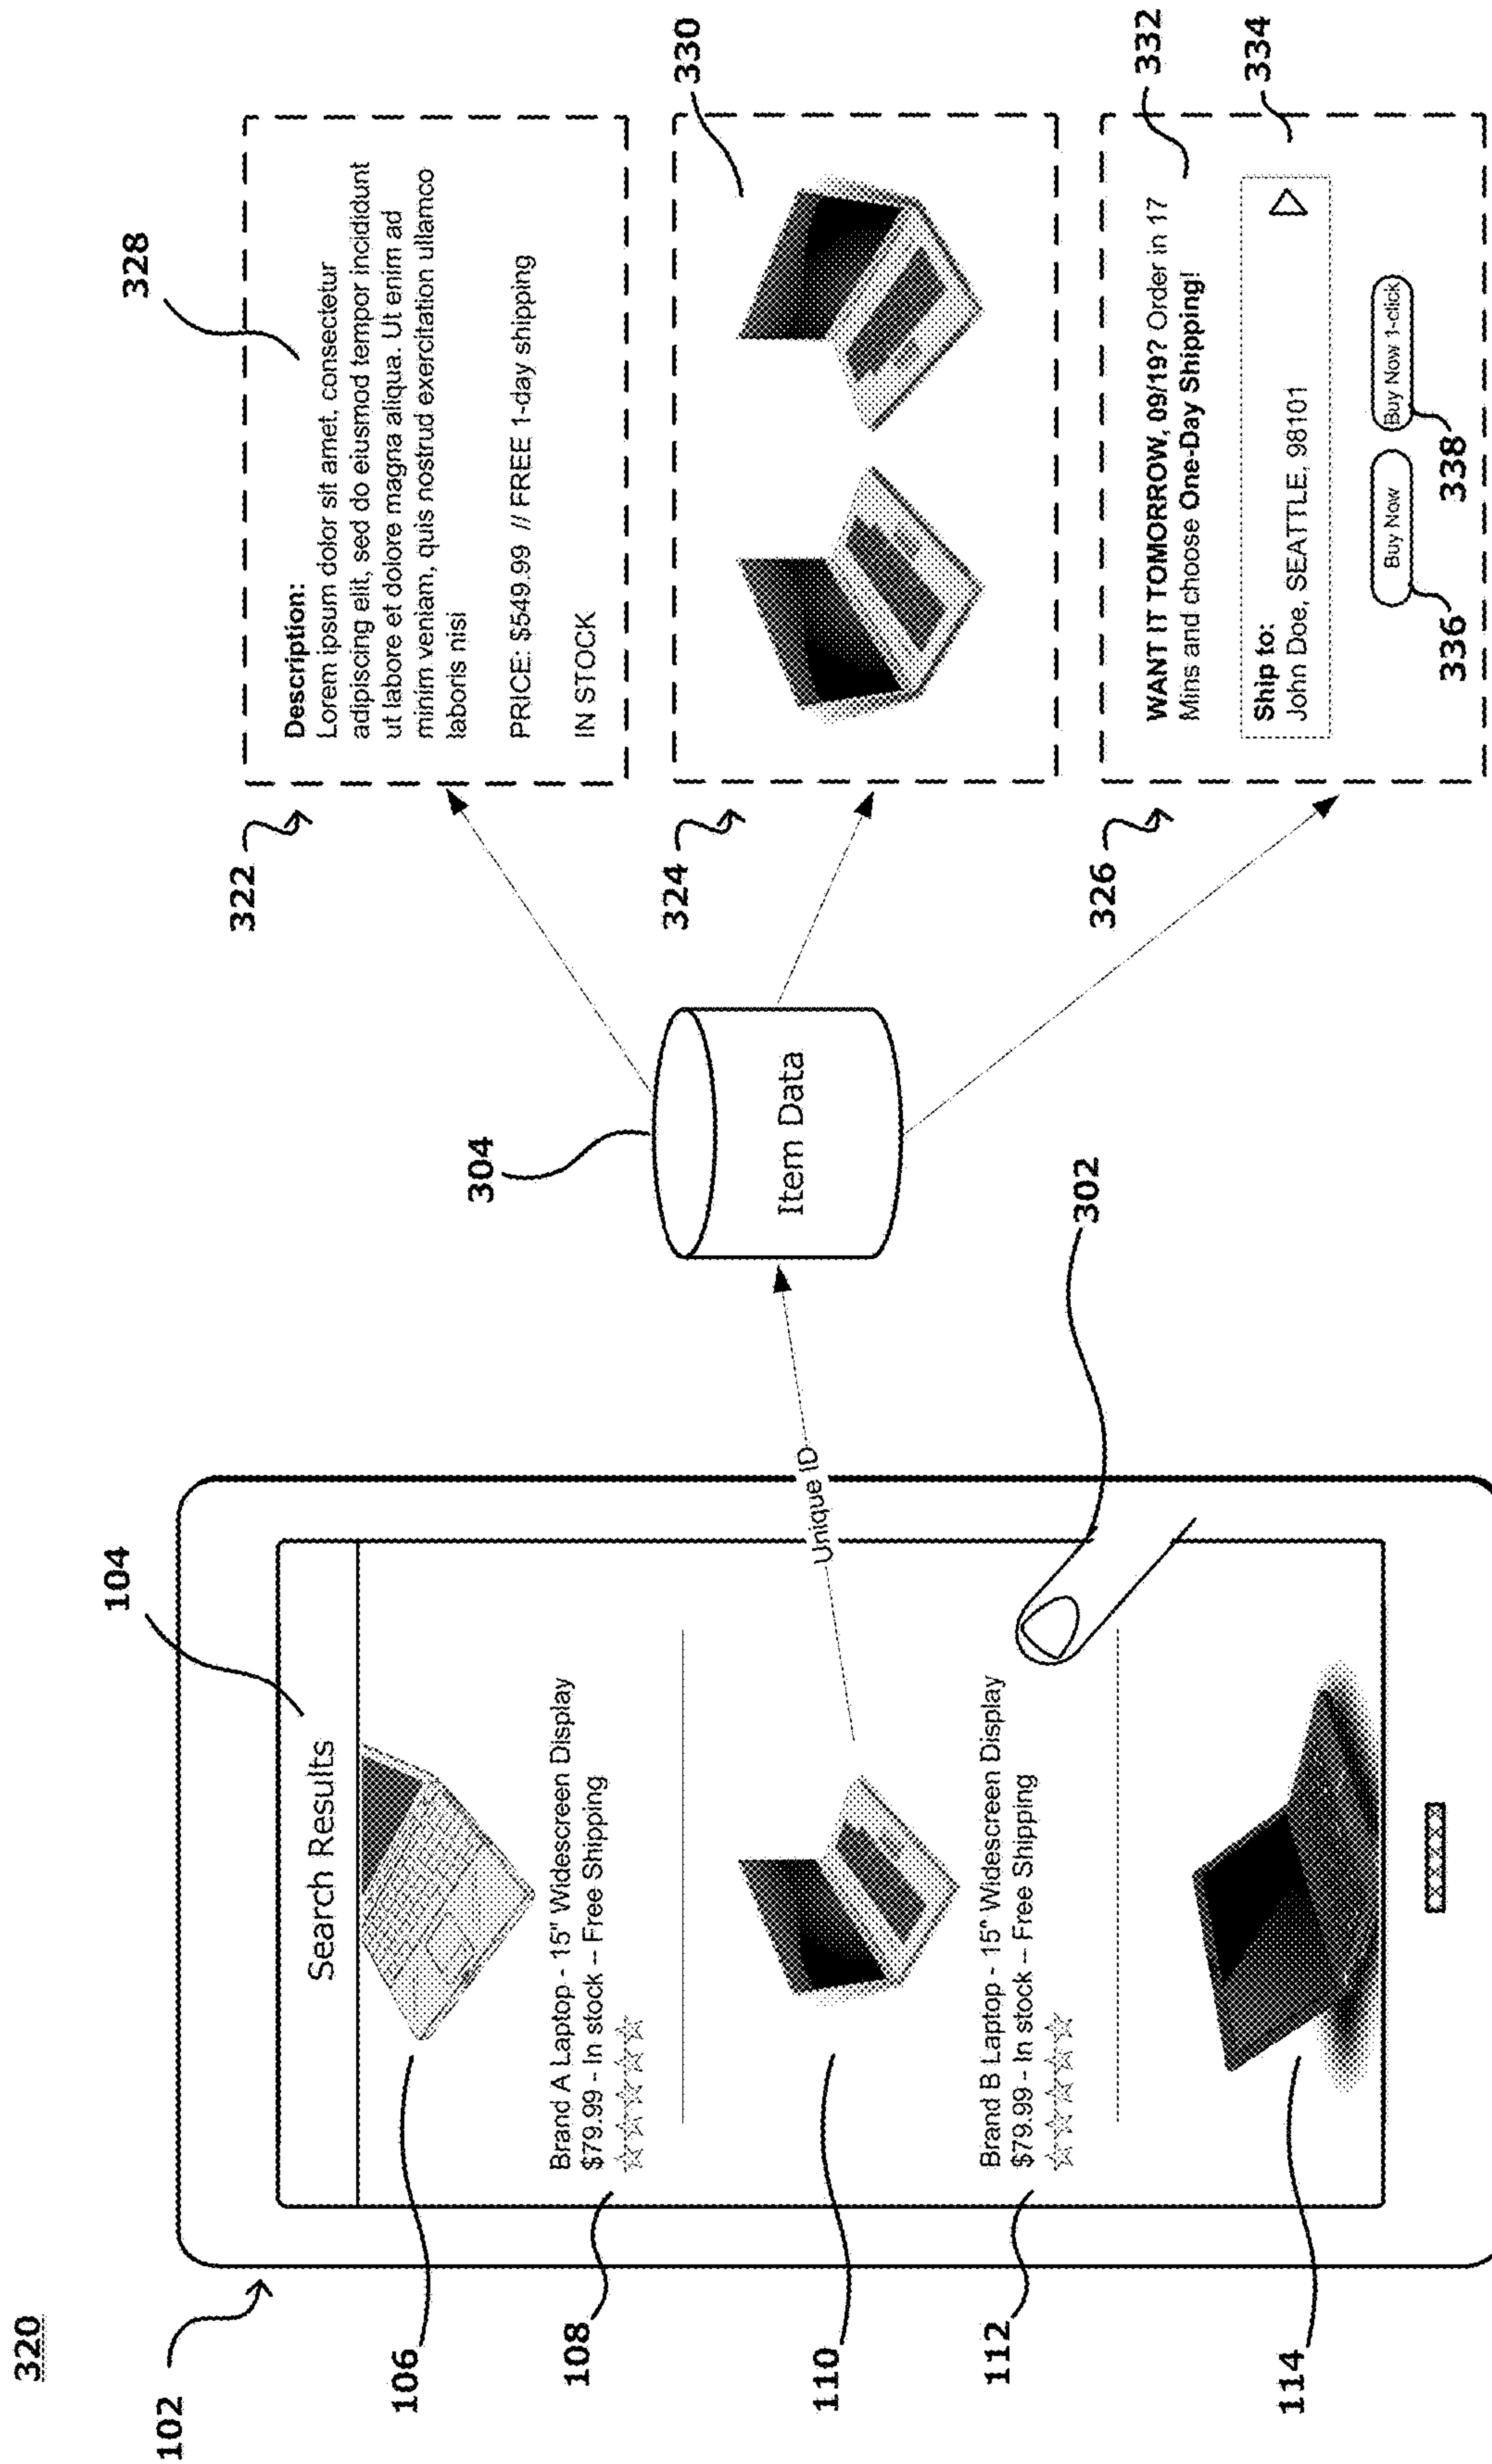 320
102
104
Search Results
106
Brand A Laptop - 15" Widescreen Display
$79.99 - In stock -- Free Shipping
108
110
Unique ID
Brand B Laptop - 15" Widescreen Display
$79.99 - In stock -- Free Shipping
112
114
302
304
Item Data
322
328
Description:
Lorem ipsum dolor sit amet, consectetur
adipiscing elit, sed do eiusmod tempor incididunt
ut labore et dolore magna aliqua. Ut enim ad
minim veniam, quis nostrud exercitation ullamco
laboris nisi
PRICE: $549.99 // FREE 1-day shipping
IN STOCK
324
330
326
332
WANT IT TOMORROW, 09/19? Order in 17
Mins and choose One-Day Shipping!
334
Ship to:
John Doe, SEATTLE, 98101
Buy Now
Buy Now 1-click
336
338